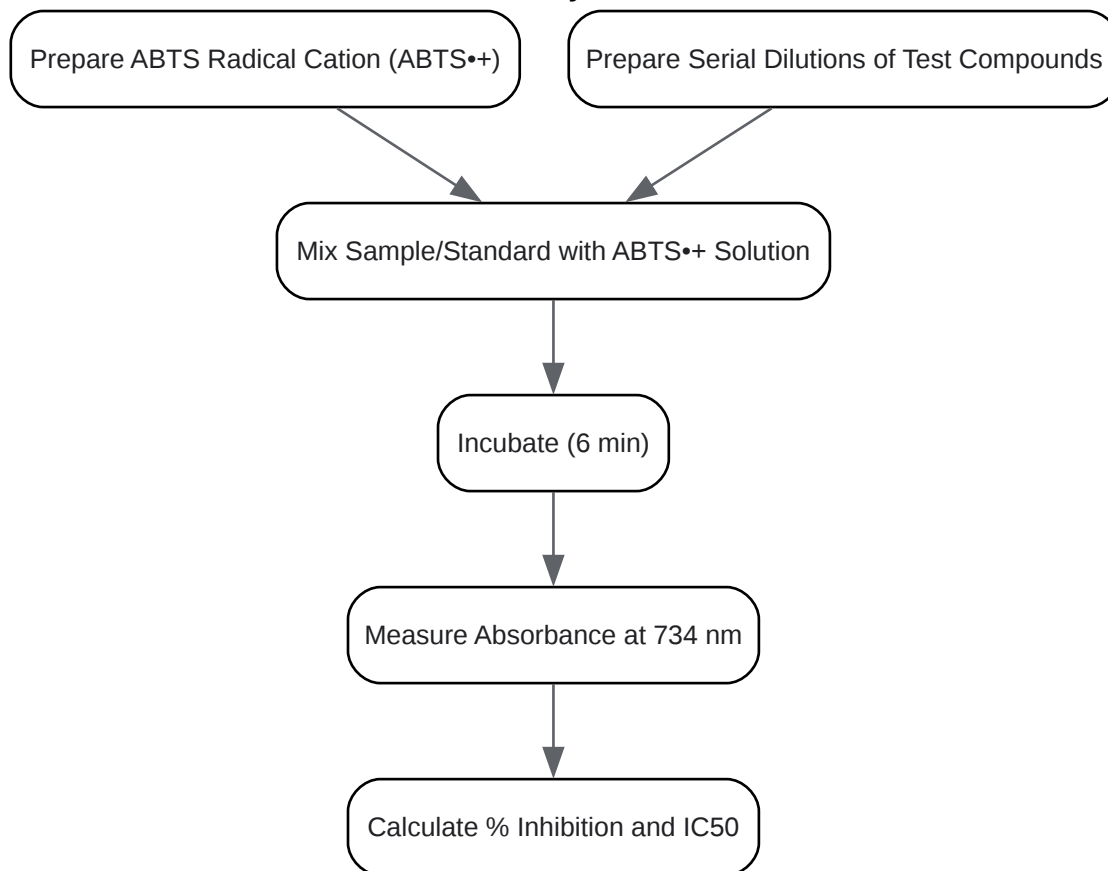 Prepare ABTS Radical Cation (ABTS•+)
Prepare Serial Dilutions of Test Compounds
Mix Sample/Standard with ABTS•+ Solution
Incubate (6 min)
Measure Absorbance at 734 nm
Calculate % Inhibition and IC50